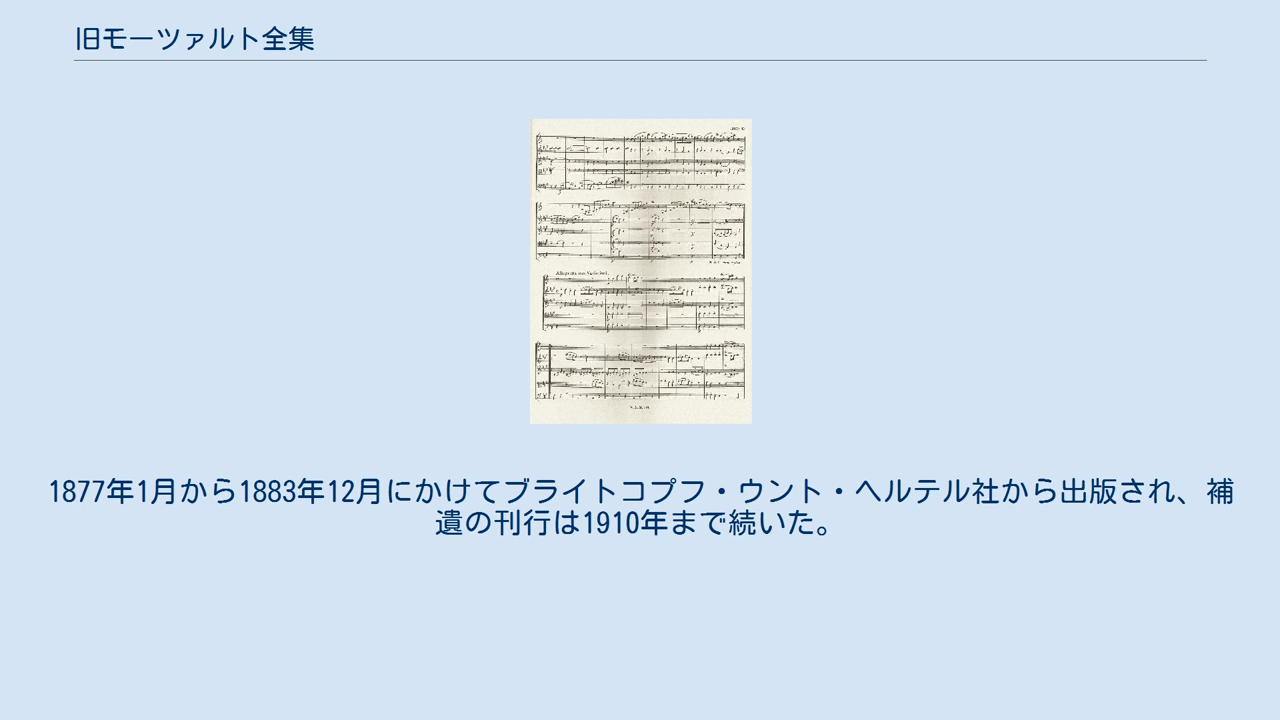 旧モーツァルト全集
1877年1月から1883年12月にかけてブライトコプフ・ウント・ヘルテル社から出版され、補
遺の刊行は1910年まで続いた。